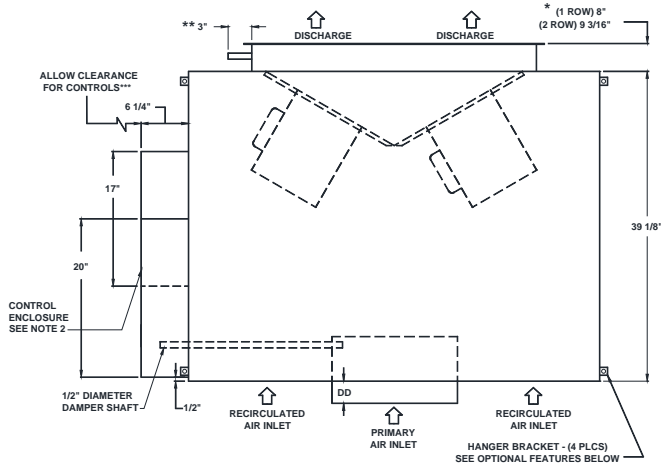 * (1 ROW) 8"
(2 ROW) 9 3/16"
** 3"
DISCHARGE
DISCHARGE
ALLOW CLEARANCE
FOR CONTROLS***
6 1/4"
17"
39 1/8"
20"
CONTROL
ENCLOSURE
SEE NOTE 2
DD
1/2" DIAMETER
DAMPER SHAFT
1/2"
RECIRCULATED
AIR INLET
PRIMARY
AIR INLET
RECIRCULATED
AIR INLET
HANGER BRACKET - (4 PLCS)
SEE OPTIONAL FEATURES BELOW